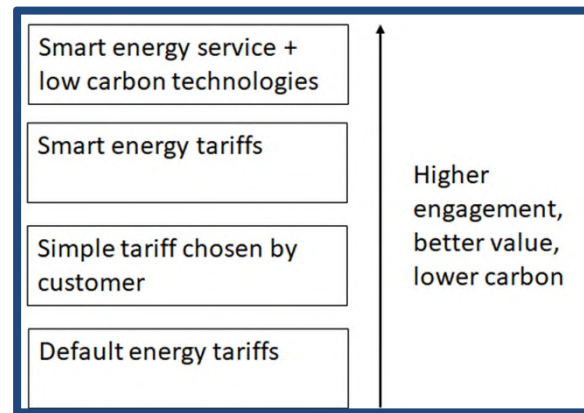 Smart energy service +
low carbon technologies
Smart energy tariffs
Simple tariff chosen by
customer
Default energy tariffs
Higher
engagement,
better value,
lower carbon